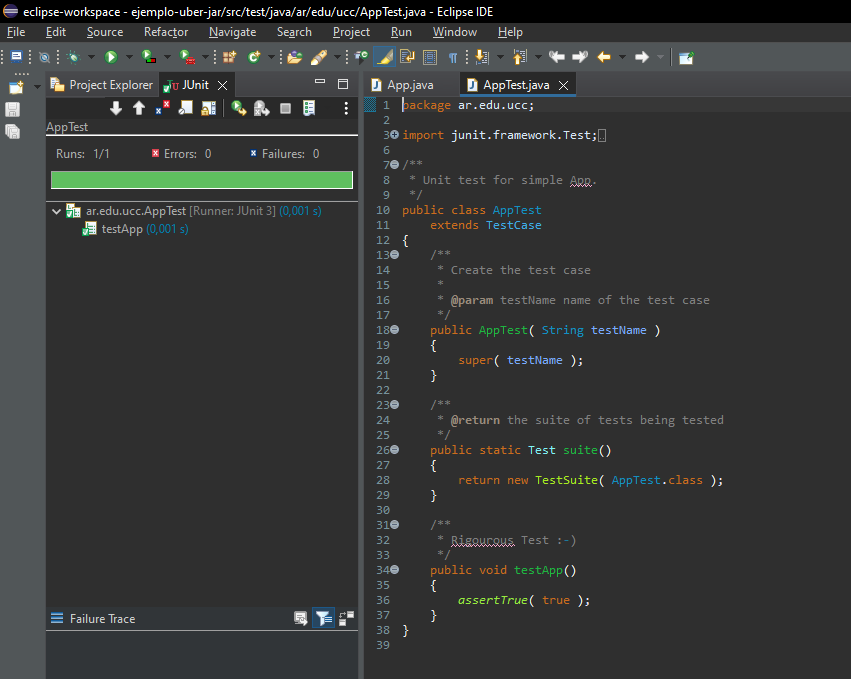 eclipse-workspace - ejemplo-uber-jar/src/test/java/ar/edu/ucc/AppTest.java - Eclipse IDE
File Edit Source Refactor Navigate Search Project Run Window Help
Project Explorer JUnit
AppTest
Runs: 1/1 Errors: 0 Failures: 0
ar.edu.ucc.AppTest [Runner: JUnit 3] (0,001 s)
testApp (0,001 s)
Failure Trace
App.java AppTest.java
1 package ar.edu.ucc;
2
3 import junit.framework.Test;
6
7 /**
8 * Unit test for simple App.
9 */
10 public class AppTest
11 extends TestCase
12 {
13 /**
14 * Create the test case
15 *
16 * @param testName name of the test case
17 */
18 public AppTest( String testName )
19 {
20 super( testName );
21 }
22
23 /**
24 * @return the suite of tests being tested
25 */
26 public static Test suite()
27 {
28 return new TestSuite( AppTest.class );
29 }
30
31 /**
32 * Rigourous Test :-)
33 */
34 public void testApp()
35 {
36 assertTrue( true );
37 }
38 }
39